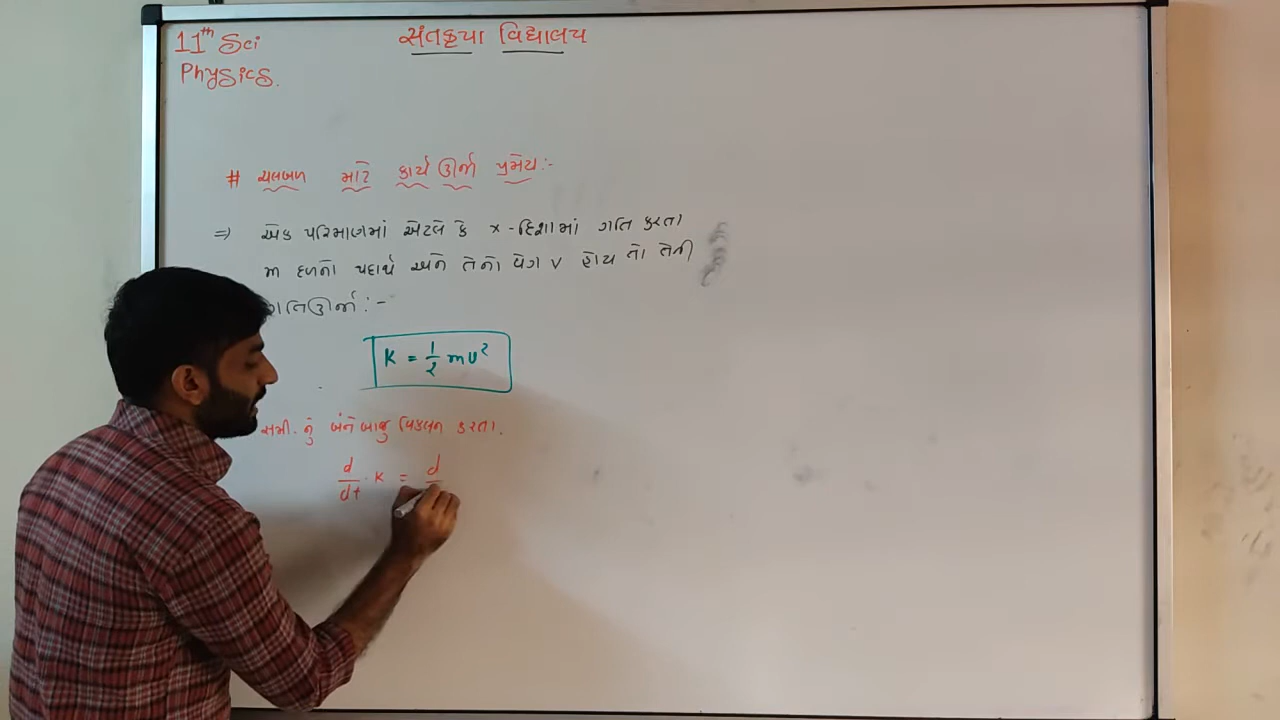 11th Sci
Physics.
સંતકૃપા વિદ્યાલય
# ચલબળ માટે કાર્ય ઊર્જા પ્રમેય :-
⇒ એક પરિમાણમાં એટલે કે x - દિશામાં ગતિ કરતા
m દળનો પદાર્થ અને તેનો વેગ v હોય તો તેની
ગતિઊર્જા :-
K = 1/2 mv²
સમી. નું બંને બાજુ વિકલન કરતા.
d/dt · K = d